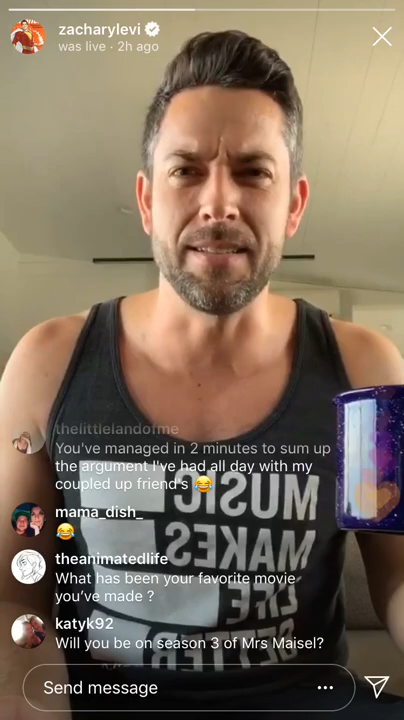 zacharylevi
was live · 2h ago
thelittlelandofme
You've managed in 2 minutes to sum up
the argument I've had all day with my
coupled up friend's 😂
mama_dish_
😂
theanimatedlife
What has been your favorite movie
you've made ?
katyk92
Will you be on season 3 of Mrs Maisel?
MUSIC
MAKES
LIFE
BETTER
Send message